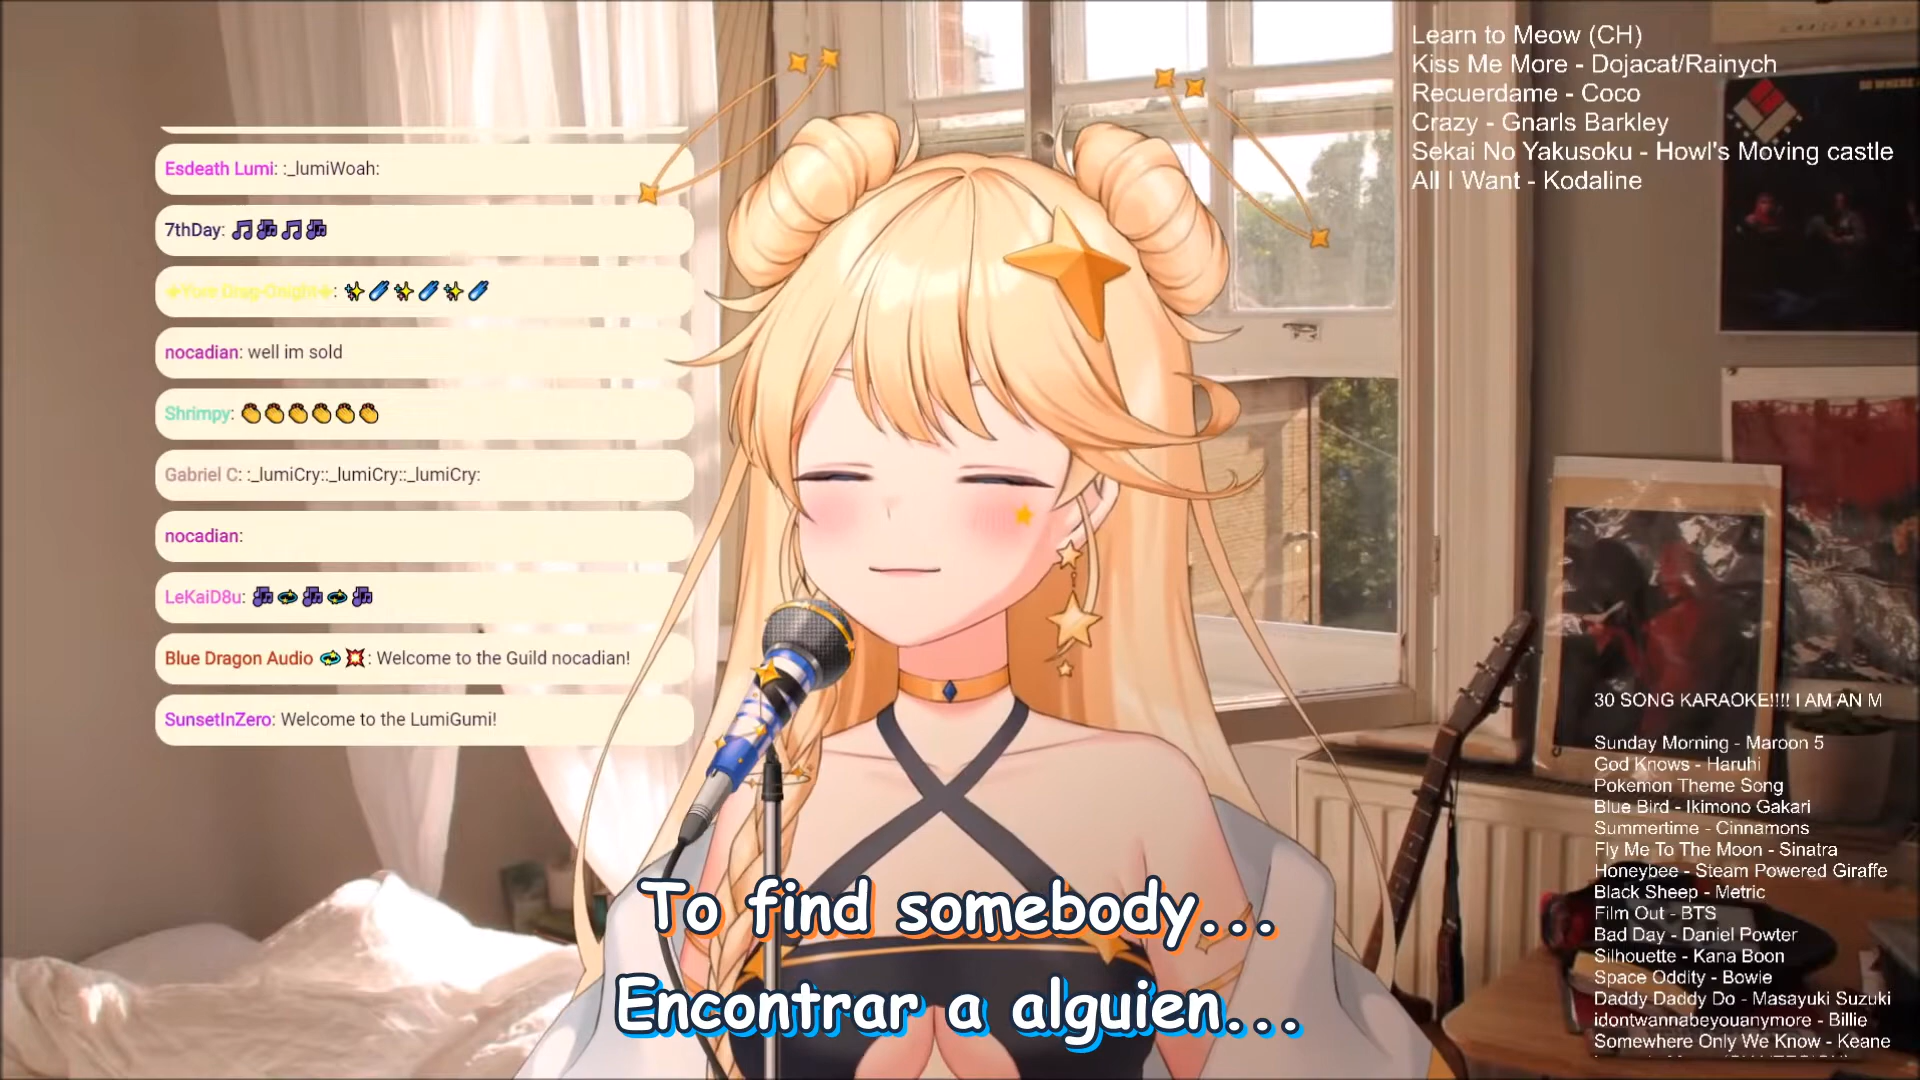 Esdeath Lumi: :_lumiWoah:
7thDay:
nocadian: well im sold
Shrimpy:
Gabriel C: :_lumiCry::_lumiCry::_lumiCry:
nocadian:
LeKaiD8u:
Blue Dragon Audio : Welcome to the Guild nocadian!
SunsetInZero: Welcome to the LumiGumi!
Learn to Meow (CH)
Kiss Me More - Dojacat/Rainych
Recuerdame - Coco
Crazy - Gnarls Barkley
Sekai No Yakusoku - Howl's Moving castle
All I Want - Kodaline
30 SONG KARAOKE!!!! I AM AN M
Sunday Morning - Maroon 5
God Knows - Haruhi
Pokemon Theme Song
Blue Bird - Ikimono Gakari
Summertime - Cinnamons
Fly Me To The Moon - Sinatra
Honeybee - Steam Powered Giraffe
Black Sheep - Metric
Film Out - BTS
Bad Day - Daniel Powter
Silhouette - Kana Boon
Space Oddity - Bowie
Daddy Daddy Do - Masayuki Suzuki
idontwannabeyouanymore - Billie
Somewhere Only We Know - Keane
To find somebody...
Encontrar a alguien...